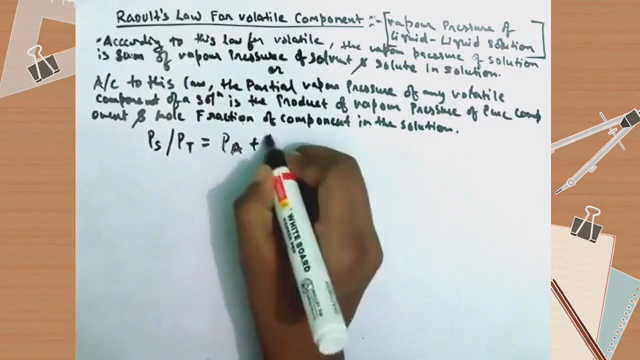 Raoult's Law For Volatile Component :- [vapour Pressure of
Liquid-Liquid Solution]
• According to this law for volatile, the vapour pressure of solution
is sum of vapour Pressure of solvent & solute in solution.
or
A/C to this law, the Partial vapour Pressure of any volatile
component of a solⁿ is the Product of vapour Pressure of Pure Comp
onent & mole Fraction of component in the solution.
P_S / P_T = P_A +
WHITE BOARD